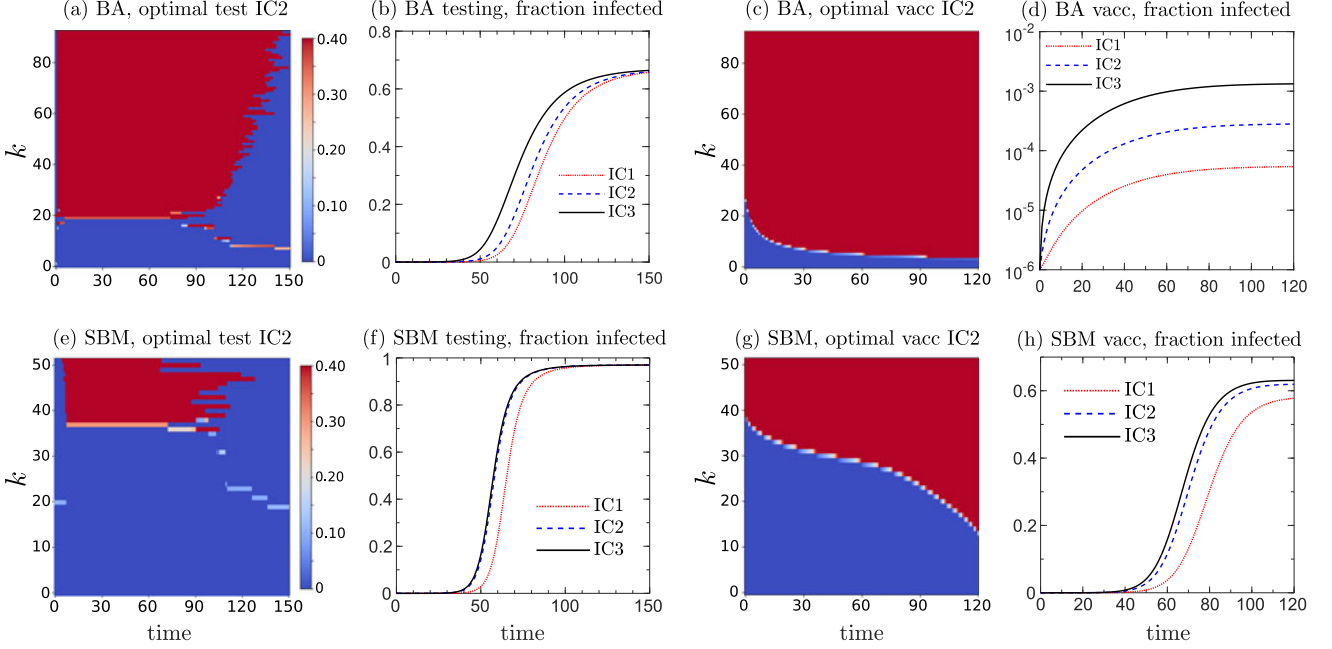 (a) BA, optimal test IC2
k
80
60
40
20
0
0 30 60 90 120 150
0.40
0.30
0.20
0.10
0
(b) BA testing, fraction infected
0.8
0.6
0.4
0.2
0
IC1
IC2
IC3
0 50 100 150
(c) BA, optimal vacc IC2
k
80
60
40
20
0
0 30 60 90 120
(d) BA vacc, fraction infected
IC1
IC2
IC3
10^-2
10^-3
10^-4
10^-5
10^-6
0 20 40 60 80 100 120
(e) SBM, optimal test IC2
k
50
40
30
20
10
0
0 30 60 90 120 150
time
0.40
0.30
0.20
0.10
0
(f) SBM testing, fraction infected
1
0.8
0.6
0.4
0.2
0
IC1
IC2
IC3
0 50 100 150
time
(g) SBM, optimal vacc IC2
k
50
40
30
20
10
0
0 30 60 90 120
time
(h) SBM vacc, fraction infected
0.6
0.4
0.2
0
IC1
IC2
IC3
0 20 40 60 80 100 120
time